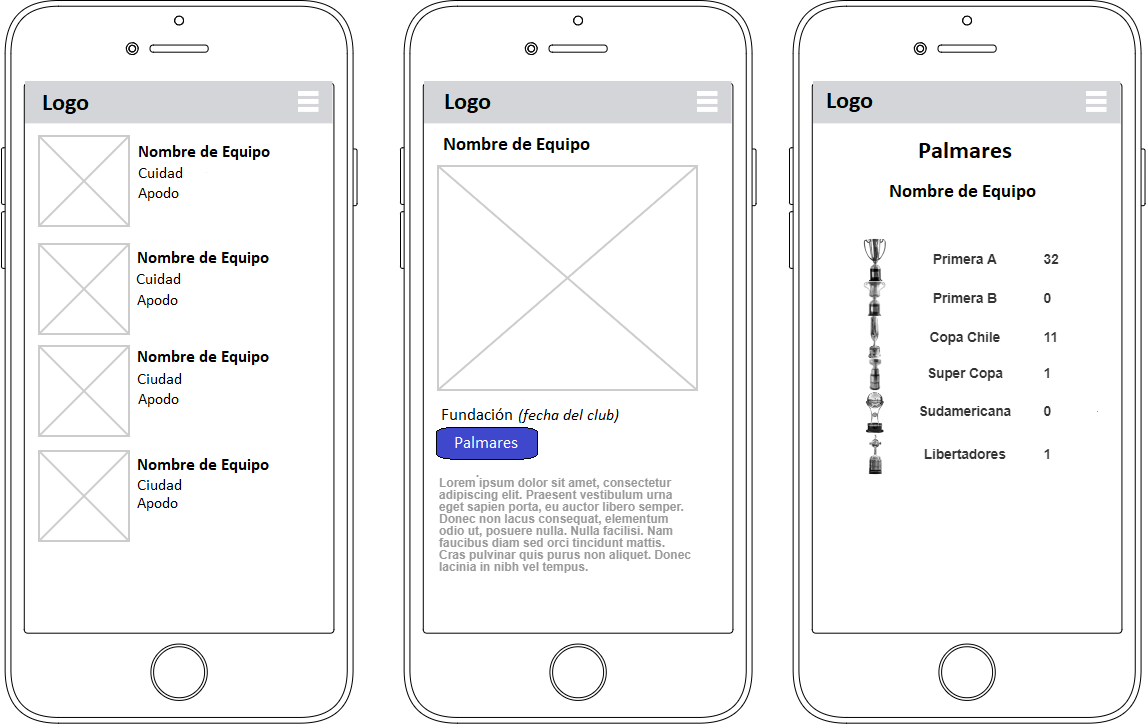 Logo
Nombre de Equipo
Cuidad
Apodo
Nombre de Equipo
Cuidad
Apodo
Nombre de Equipo
Ciudad
Apodo
Nombre de Equipo
Ciudad
Apodo
Logo
Nombre de Equipo
Fundación (fecha del club)
Palmares
Lorem ipsum dolor sit amet, consectetur
adipiscing elit. Praesent vestibulum urna
eget sapien porta, eu auctor libero semper.
Donec non lacus consequat, elementum
odio ut, posuere nulla. Nulla facilisi. Nam
faucibus diam sed orci tincidunt mattis.
Cras pulvinar quis purus non aliquet. Donec
lacinia in nibh vel tempus.
Logo
Palmares
Nombre de Equipo
Primera A 32
Primera B 0
Copa Chile 11
Super Copa 1
Sudamericana 0
Libertadores 1